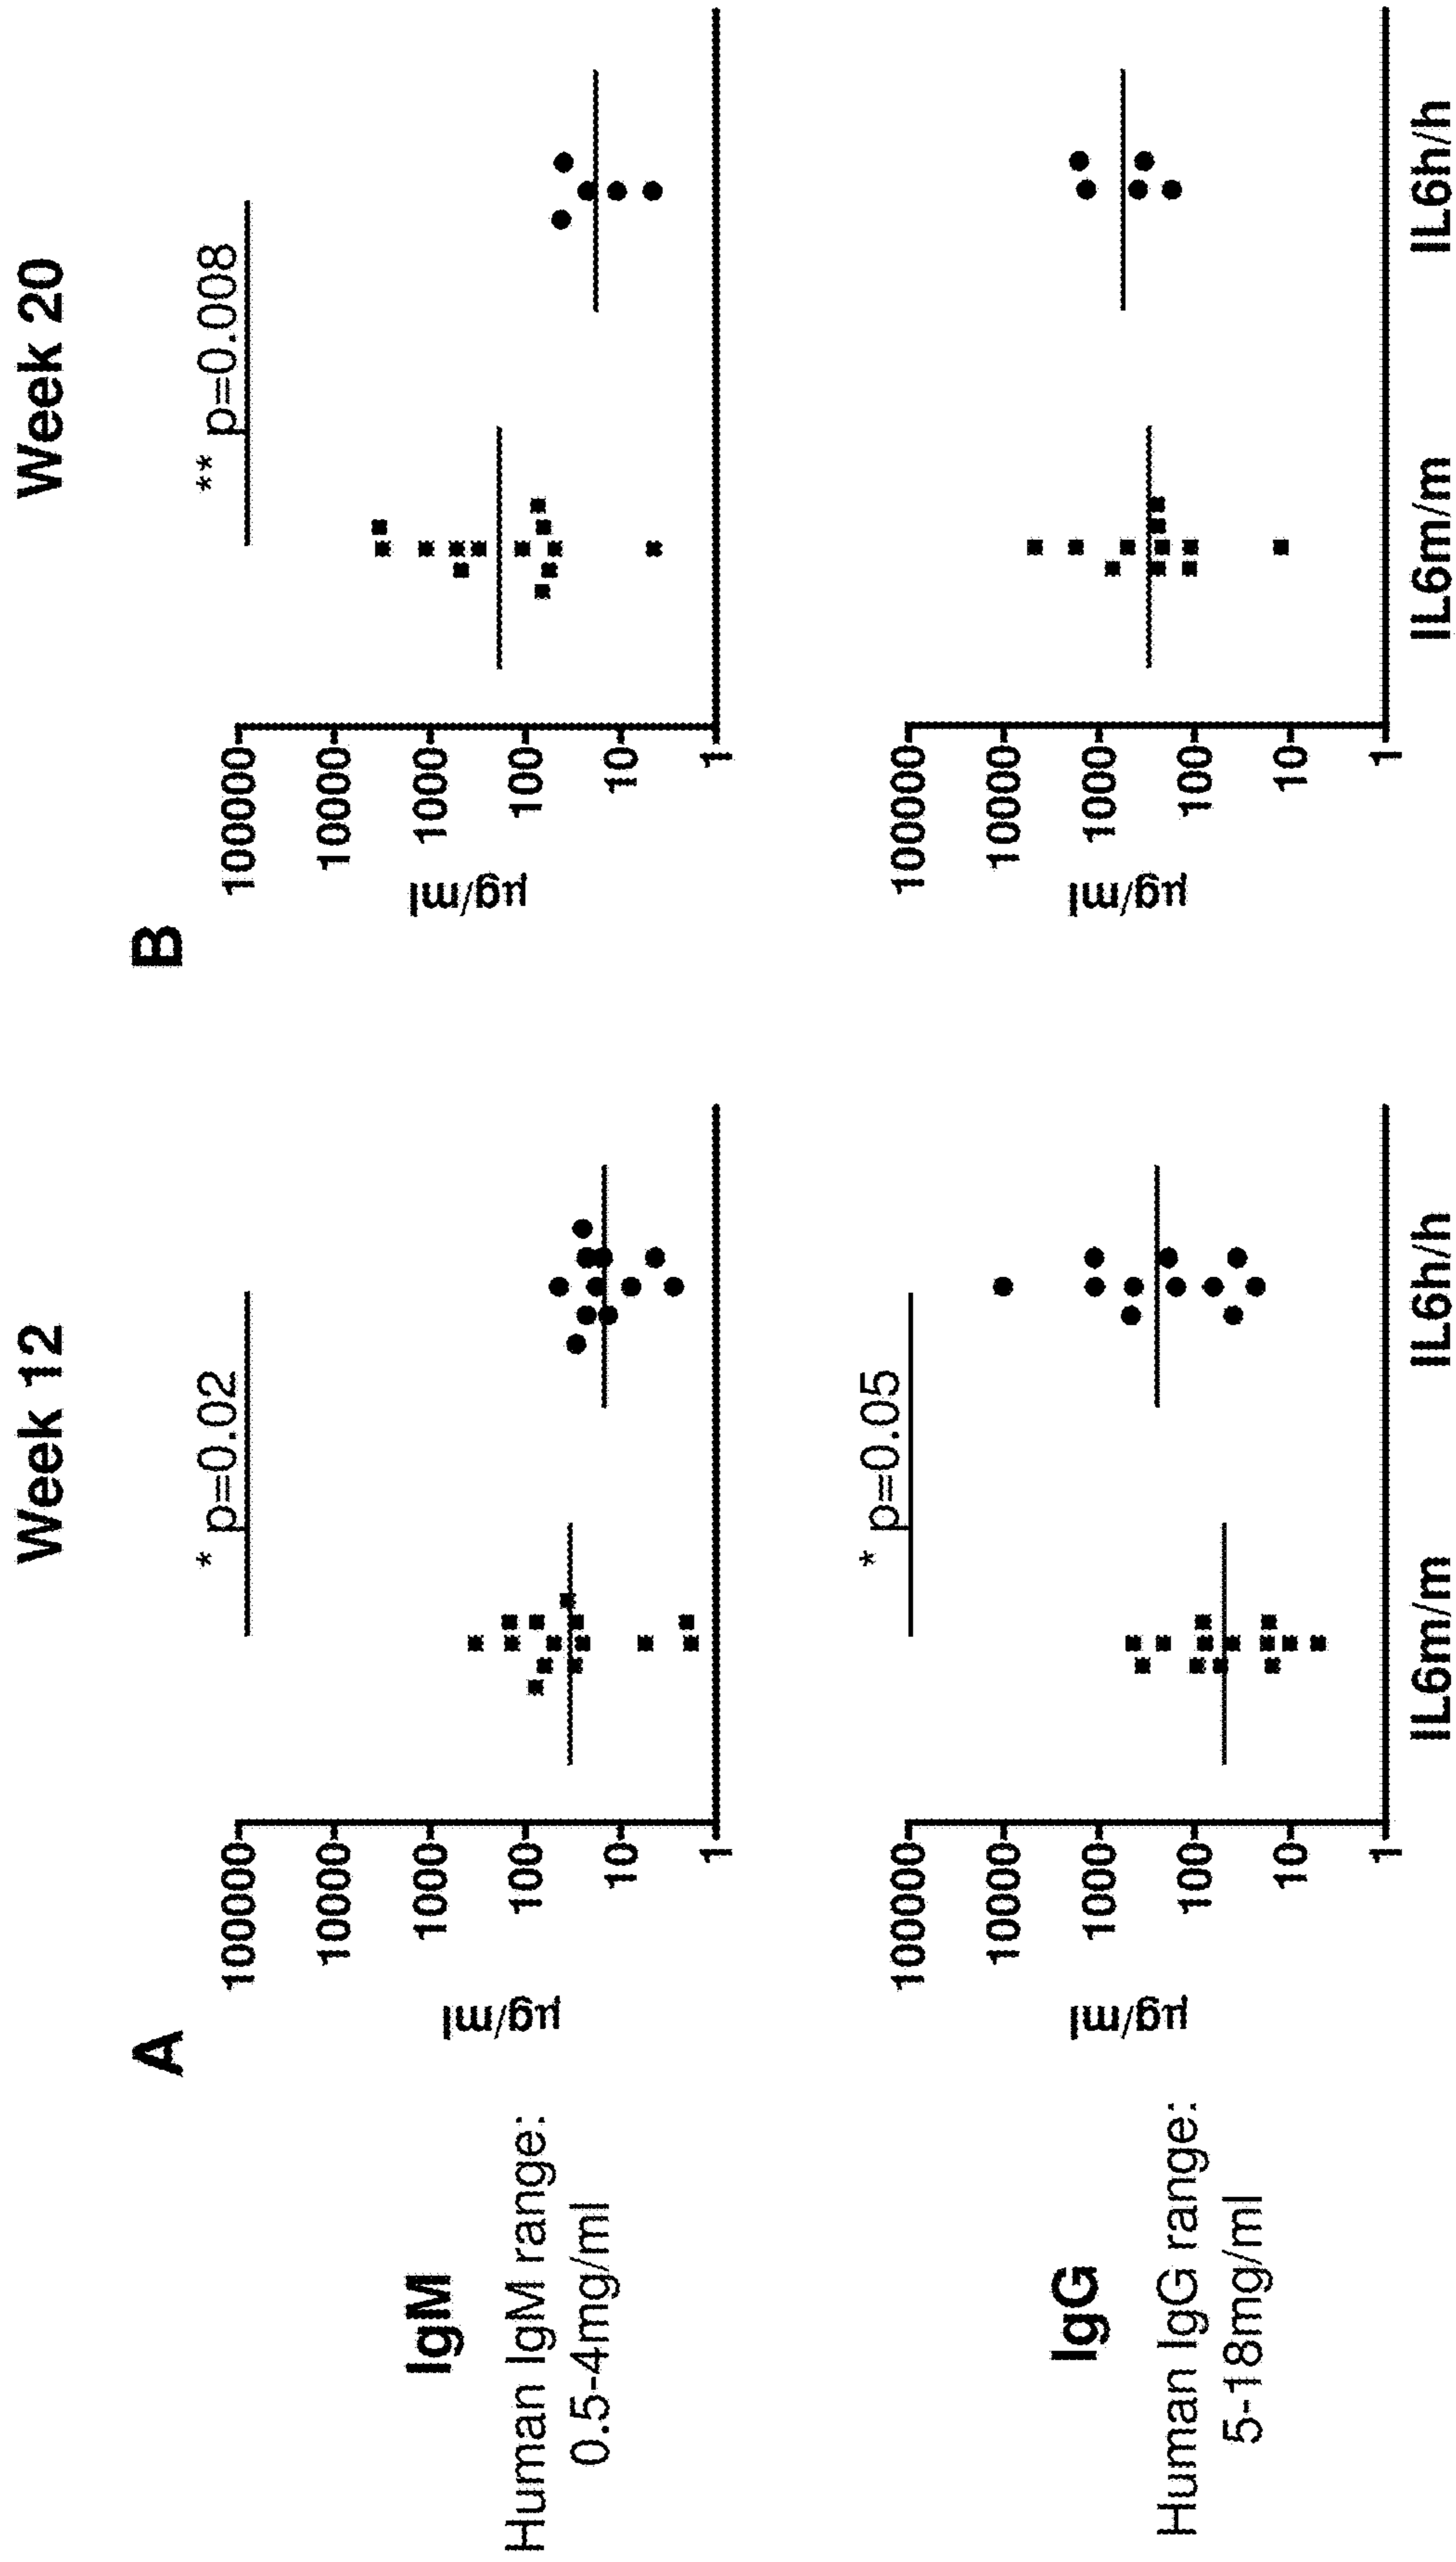 Week 12
Week 20
A
B
IgM
Human IgM range:
0.5-4mg/ml
µg/ml
100000
10000
1000
100
10
1
* p=0.02
µg/ml
100000
10000
1000
100
10
1
** p=0.008
IgG
Human IgG range:
5-18mg/ml
µg/ml
100000
10000
1000
100
10
1
* p=0.05
IL6m/m
IL6h/h
µg/ml
100000
10000
1000
100
10
1
IL6m/m
IL6h/h